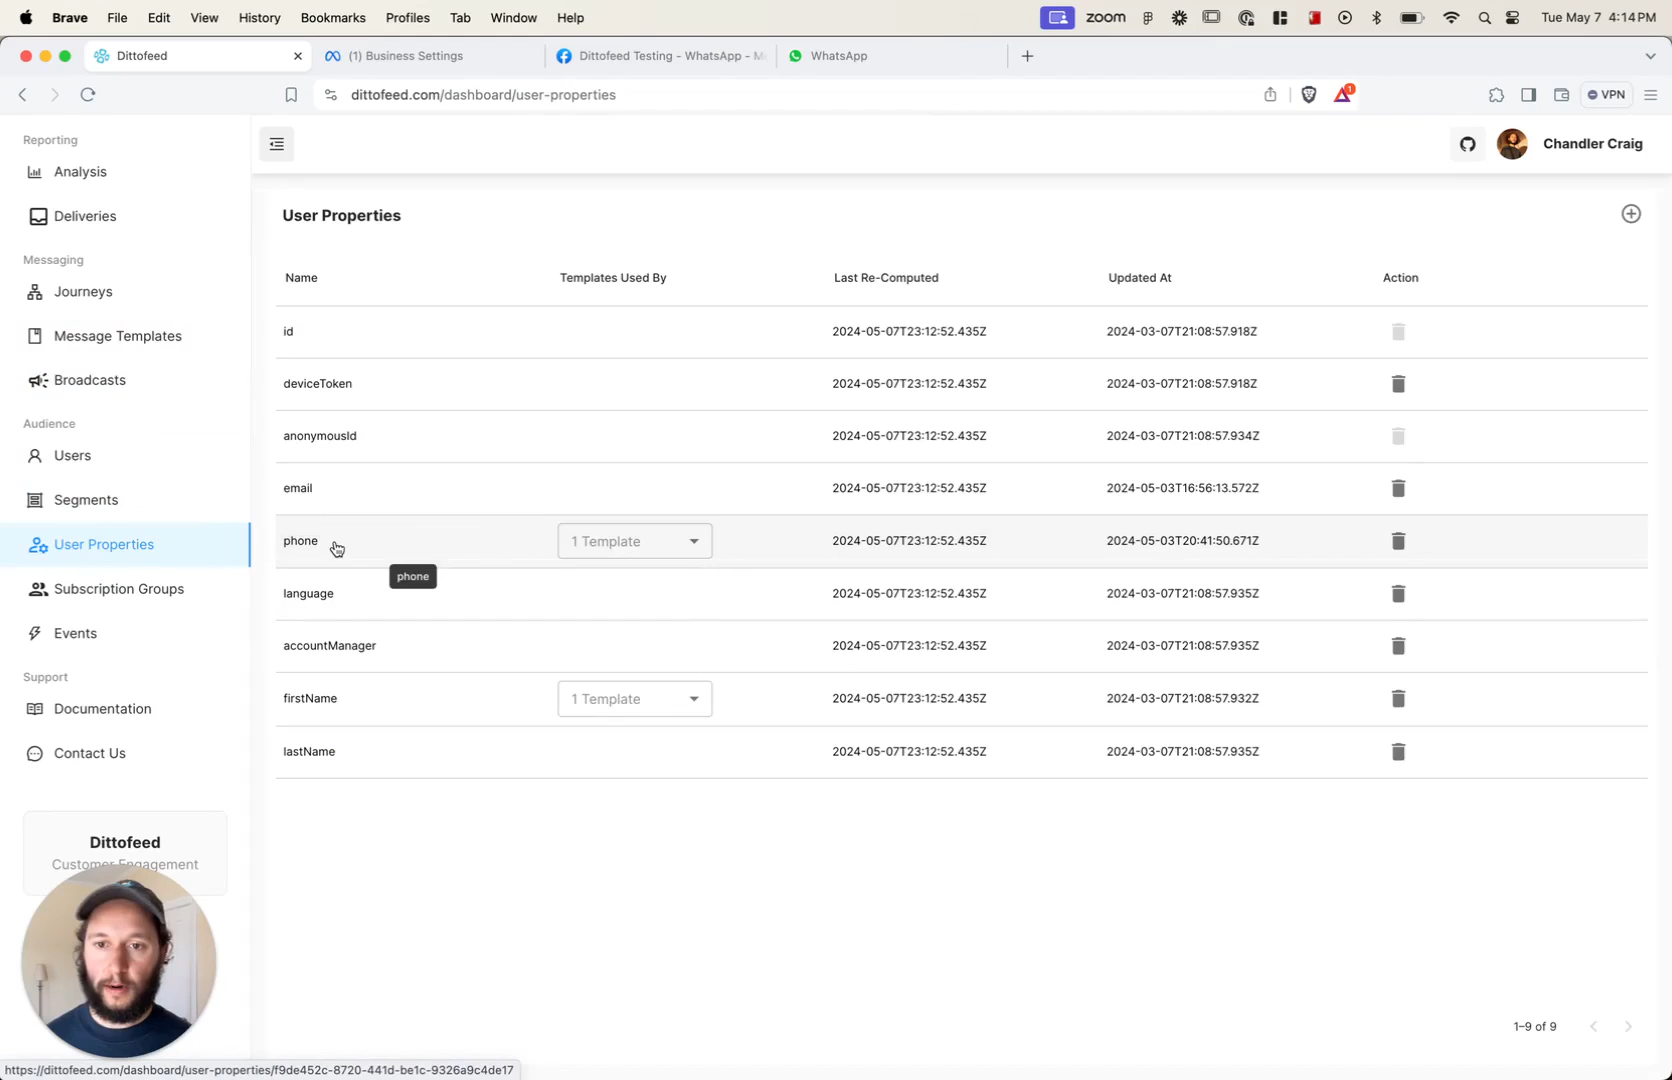 Brave File Edit View History Bookmarks Profiles Tab Window Help zoom Tue May 7 4:14 PM
Dittofeed (1) Business Settings Dittofeed Testing - WhatsApp - M WhatsApp
dittofeed.com/dashboard/user-properties 1 VPN
Reporting
Analysis
Deliveries
Messaging
Journeys
Message Templates
Broadcasts
Audience
Users
Segments
User Properties
Subscription Groups
Events
Support
Documentation
Contact Us
Dittofeed
Customer Engagement
Chandler Craig
User Properties
Name Templates Used By Last Re-Computed Updated At Action
id 2024-05-07T23:12:52.435Z 2024-03-07T21:08:57.918Z
deviceToken 2024-05-07T23:12:52.435Z 2024-03-07T21:08:57.918Z
anonymousId 2024-05-07T23:12:52.435Z 2024-03-07T21:08:57.934Z
email 2024-05-07T23:12:52.435Z 2024-05-03T16:56:13.572Z
phone 1 Template 2024-05-07T23:12:52.435Z 2024-05-03T20:41:50.671Z
phone
language 2024-05-07T23:12:52.435Z 2024-03-07T21:08:57.935Z
accountManager 2024-05-07T23:12:52.435Z 2024-03-07T21:08:57.935Z
firstName 1 Template 2024-05-07T23:12:52.435Z 2024-03-07T21:08:57.932Z
lastName 2024-05-07T23:12:52.435Z 2024-03-07T21:08:57.935Z
1–9 of 9
https://dittofeed.com/dashboard/user-properties/f9de452c-8720-441d-be1c-9326a9c4de17